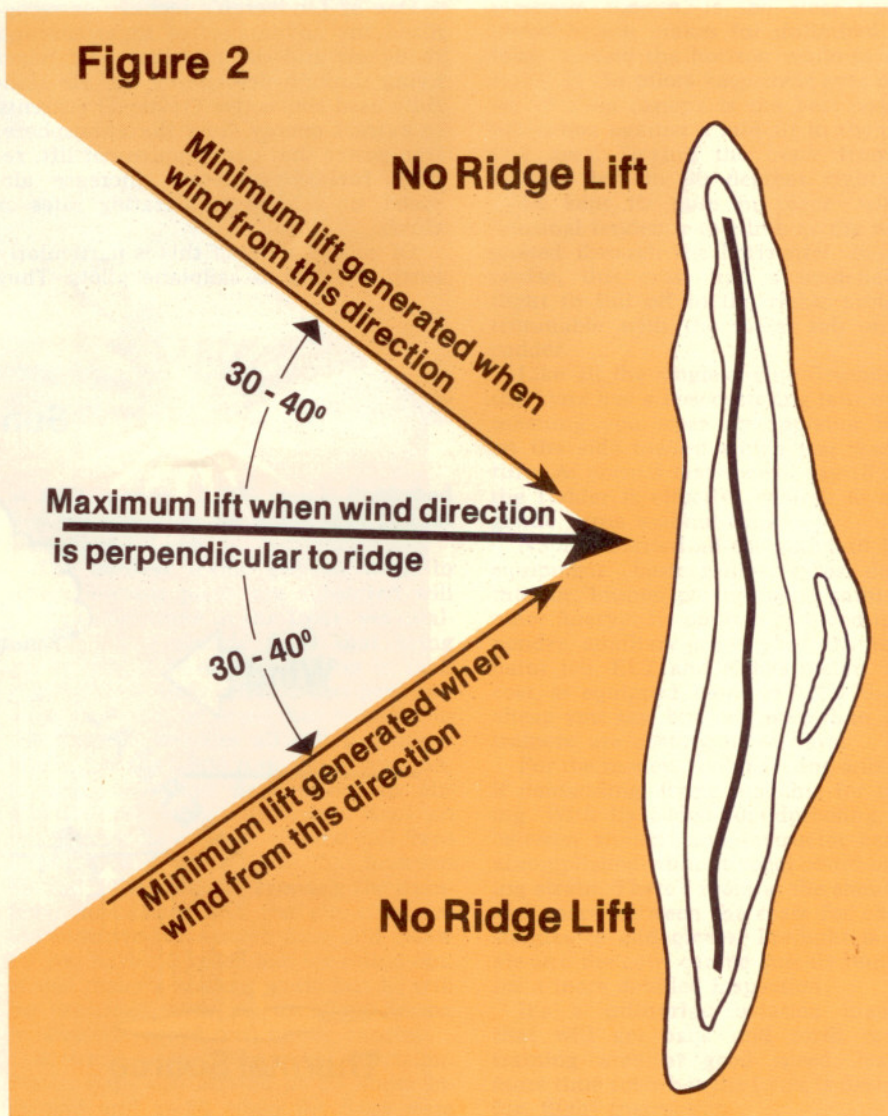 Figure 2
Minimum lift generated when
wind from this direction
No Ridge Lift
30 - 40º
Maximum lift when wind direction
is perpendicular to ridge
30 - 40º
Minimum lift generated when
wind from this direction
No Ridge Lift